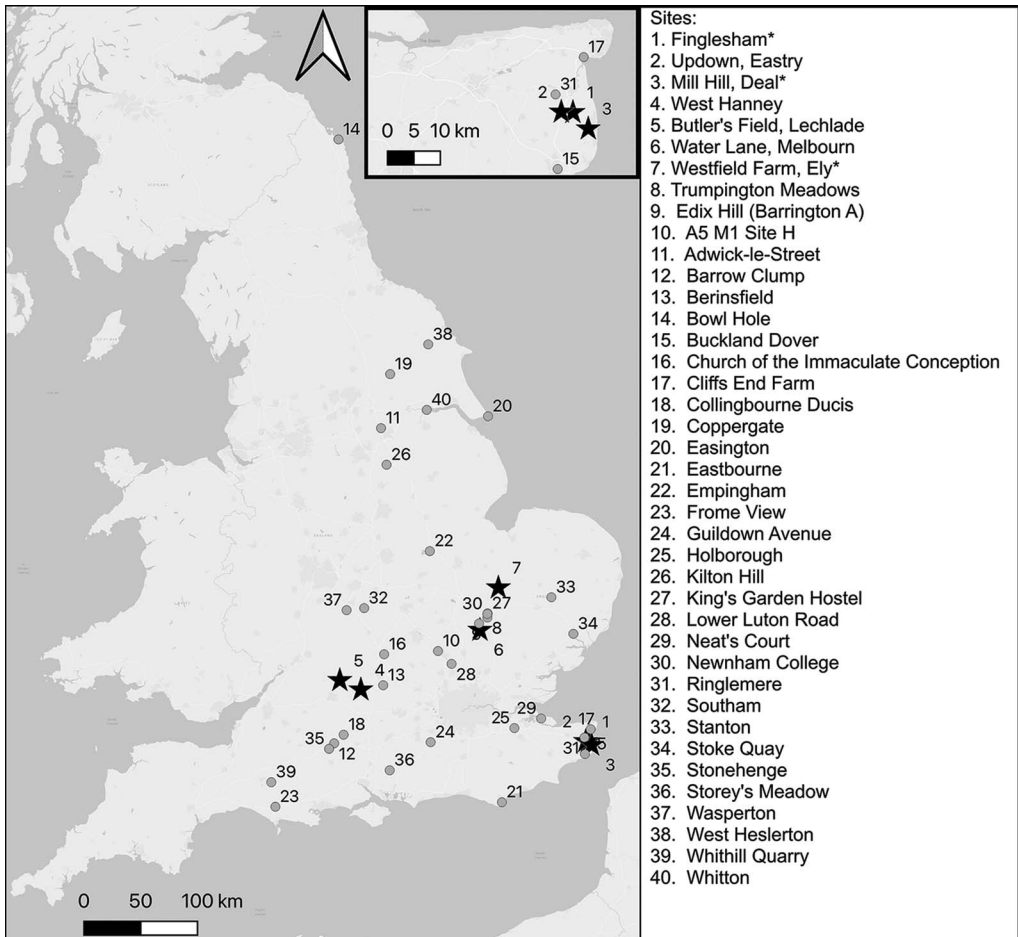 17
31
2
1
3
0 5 10 km
15
14
38
19
40
20
11
26
22
7
33
37
32
30
27
8
9
6
34
16
10
28
5
4
13
18
35
12
24
25
29
2
17
1
31
15
3
36
39
23
21
0 50 100 km
Sites:
1. Finglesham*
2. Updown, Eastry
3. Mill Hill, Deal*
4. West Hanney
5. Butler's Field, Lechlade
6. Water Lane, Melbourn
7. Westfield Farm, Ely*
8. Trumpington Meadows
9. Edix Hill (Barrington A)
10. A5 M1 Site H
11. Adwick-le-Street
12. Barrow Clump
13. Berinsfield
14. Bowl Hole
15. Buckland Dover
16. Church of the Immaculate Conception
17. Cliffs End Farm
18. Collingbourne Ducis
19. Coppergate
20. Easington
21. Eastbourne
22. Empingham
23. Frome View
24. Guildown Avenue
25. Holborough
26. Kilton Hill
27. King's Garden Hostel
28. Lower Luton Road
29. Neat's Court
30. Newnham College
31. Ringlemere
32. Southam
33. Stanton
34. Stoke Quay
35. Stonehenge
36. Storey's Meadow
37. Wasperton
38. West Heslerton
39. Whithill Quarry
40. Whitton